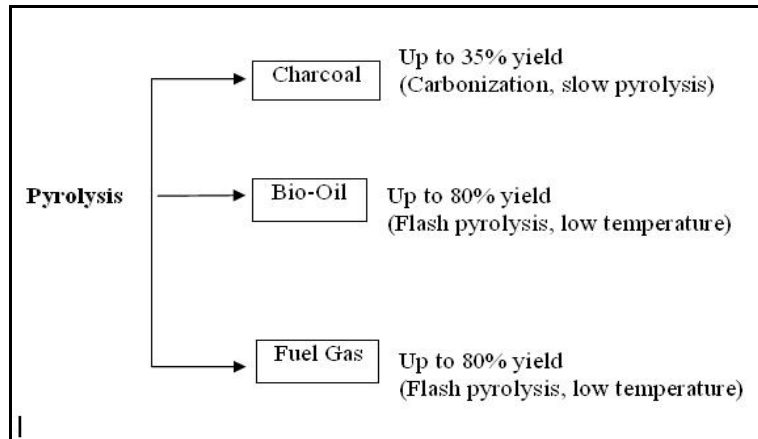 Charcoal
Up to 35% yield
(Carbonization, slow pyrolysis)
Pyrolysis
Bio-Oil
Up to 80% yield
(Flash pyrolysis, low temperature)
Fuel Gas
Up to 80% yield
(Flash pyrolysis, low temperature)